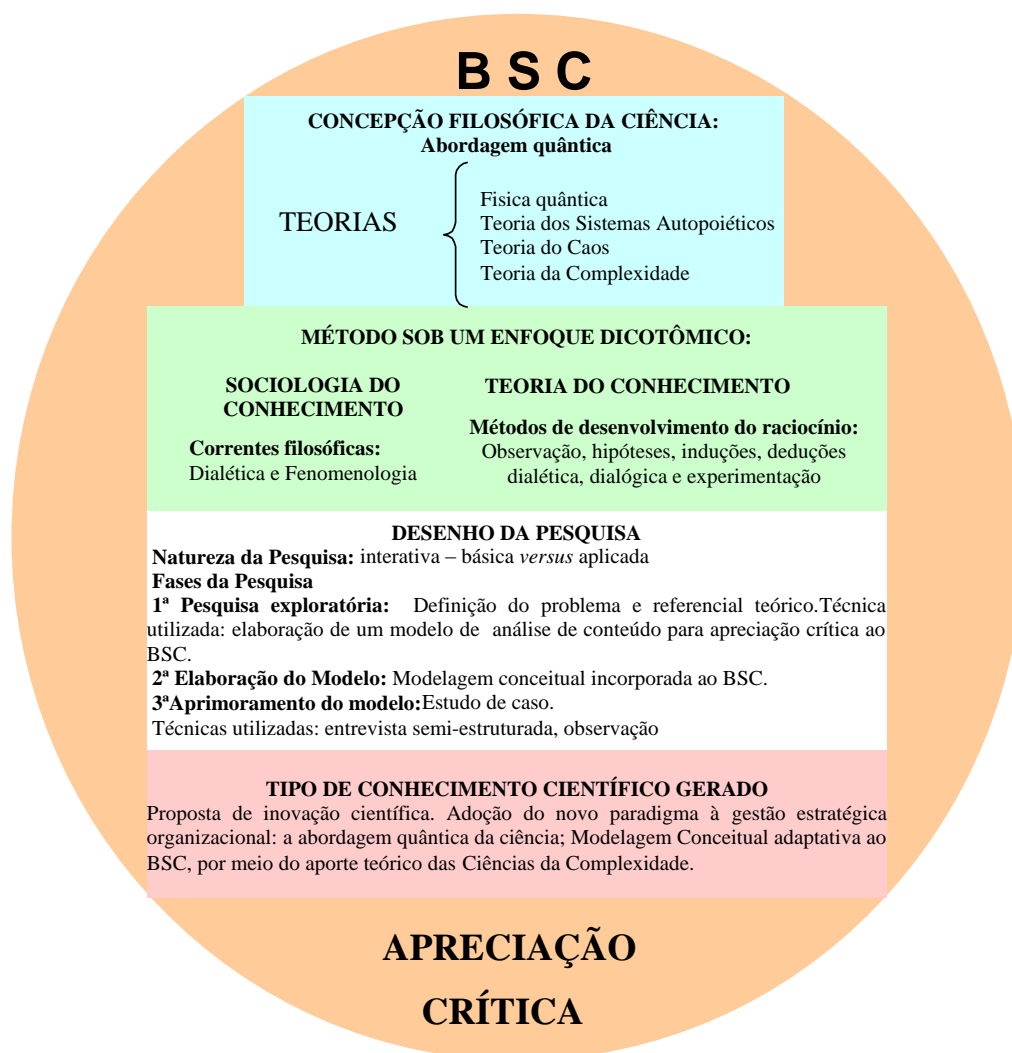 B S C
CONCEPÇÃO FILOSÓFICA DA CIÊNCIA:
Abordagem quântica
TEORIAS
Fisica quântica
Teoria dos Sistemas Autopoiéticos
Teoria do Caos
Teoria da Complexidade
MÉTODO SOB UM ENFOQUE DICOTÔMICO:
SOCIOLOGIA DO
CONHECIMENTO
Correntes filosóficas:
Dialética e Fenomenologia
TEORIA DO CONHECIMENTO
Métodos de desenvolvimento do raciocínio:
Observação, hipóteses, induções, deduções
dialética, dialógica e experimentação
DESENHO DA PESQUISA
Natureza da Pesquisa: interativa – básica versus aplicada
Fases da Pesquisa
1ª Pesquisa exploratória: Definição do problema e referencial teórico.Técnica
utilizada: elaboração de um modelo de análise de conteúdo para apreciação crítica ao
BSC.
2ª Elaboração do Modelo: Modelagem conceitual incorporada ao BSC.
3ªAprimoramento do modelo:Estudo de caso.
Técnicas utilizadas: entrevista semi-estruturada, observação
TIPO DE CONHECIMENTO CIENTÍFICO GERADO
Proposta de inovação científica. Adoção do novo paradigma à gestão estratégica
organizacional: a abordagem quântica da ciência; Modelagem Conceitual adaptativa ao
BSC, por meio do aporte teórico das Ciências da Complexidade.
APRECIAÇÃO
CRÍTICA